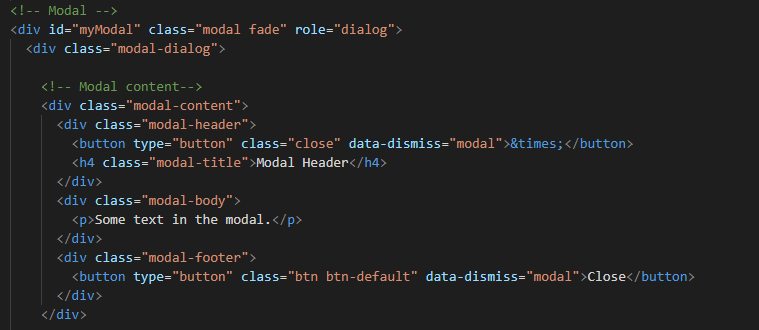 <!-- Modal -->
<div id="myModal" class="modal fade" role="dialog">
  <div class="modal-dialog">
    <!-- Modal content-->
    <div class="modal-content">
      <div class="modal-header">
        <button type="button" class="close" data-dismiss="modal">&times;</button>
        <h4 class="modal-title">Modal Header</h4>
      </div>
      <div class="modal-body">
        <p>Some text in the modal.</p>
      </div>
      <div class="modal-footer">
        <button type="button" class="btn btn-default" data-dismiss="modal">Close</button>
      </div>
    </div>